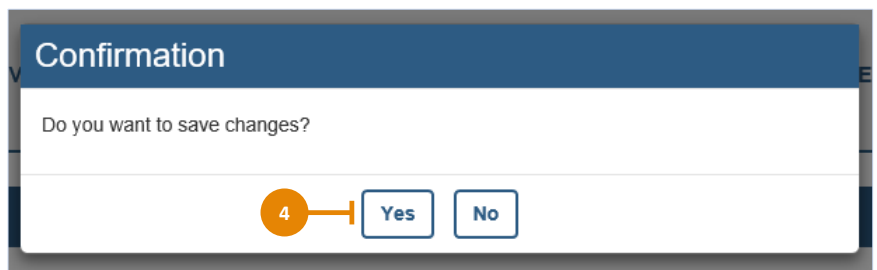 Confirmation
V
E
Do you want to save changes?
4 Yes No